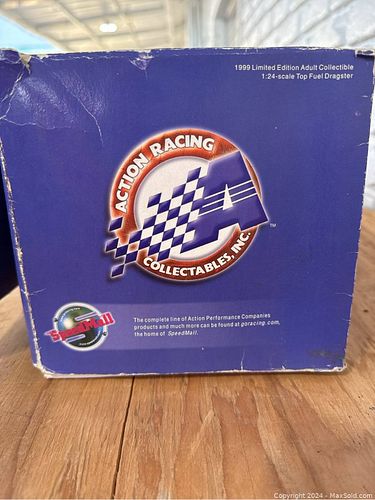 1999 Limited Edition Adult Collectible
1:24-scale Top Fuel Dragster
ACTION RACING
A
COLLECTABLES, INC.
TM
SpeedMall
The complete line of Action Performance Companies
products and much more can be found at goracing.com,
the home of SpeedMall.
Copyright 2024 - MaxSold.com